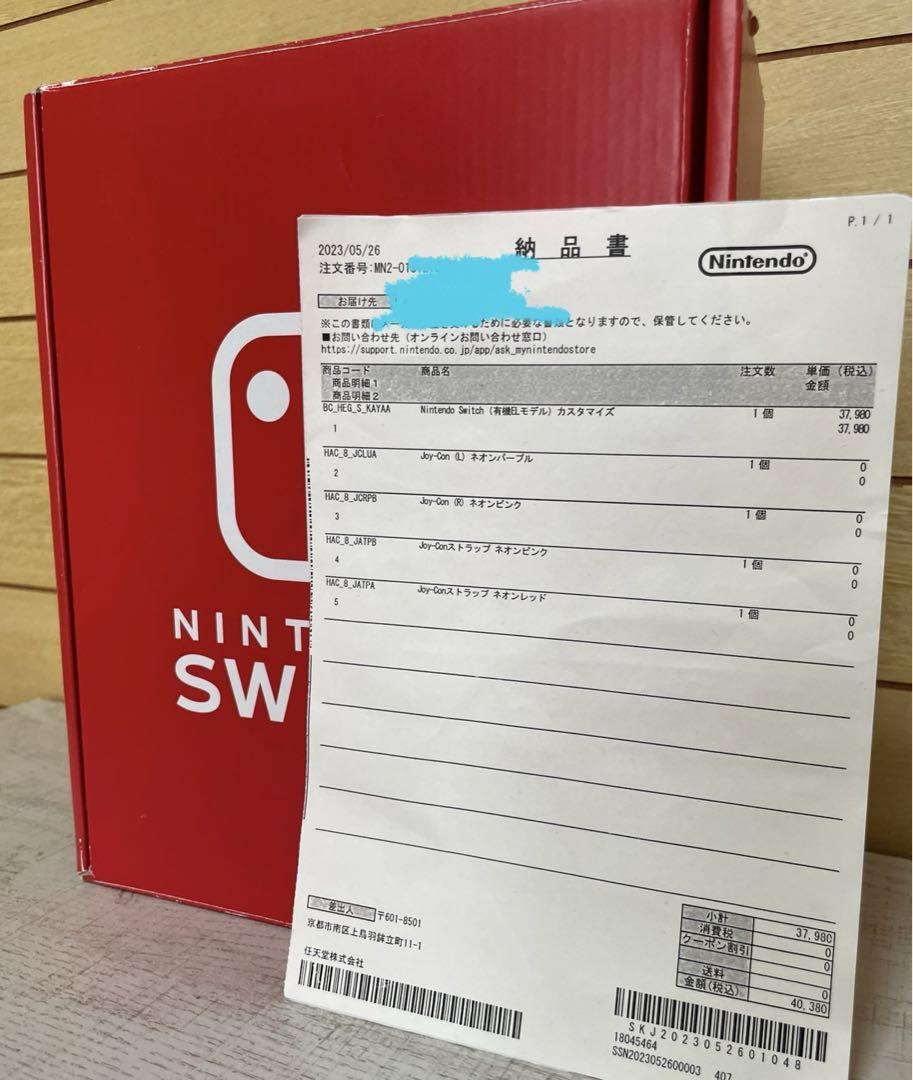 P.1/1
2023/05/26
納品書
Nintendo
注文番号:MN2-01
お届け先
ために必要な書類となりますので、保管してください。
■お問い合わせ先(オンラインお問い合わせ窓口)
https://support.nintendo.co.jp/app/ask_mynintendostore
商品コード 商品名 注文数 単価(税込)
商品明細1 金額
商品明細2
BC_HEG_S_KAYAA Nintendo Switch(有機ELモデル)カスタマイズ 1個 37,980
1 37,980
HAC_8_JCLUA Joy-Con (L) ネオンパープル 1個 0
2 0
HAC_8_JCRPB Joy-Con (R) ネオンピンク 1個 0
3 0
HAC_8_JATPB Joy-Conストラップ ネオンピンク 1個 0
4 0
HAC_8_JATPA Joy-Conストラップ ネオンレッド 1個 0
5 0
NINT
SW
差出人 〒601-8501
京都市南区上鳥羽鉾立町11-1
任天堂株式会社
小計 37,980
消費税 0
クーポン割引 0
送料 0
金額(税込) 40,380
SKJ2023052601048
18045464
SSN2023052600003 407